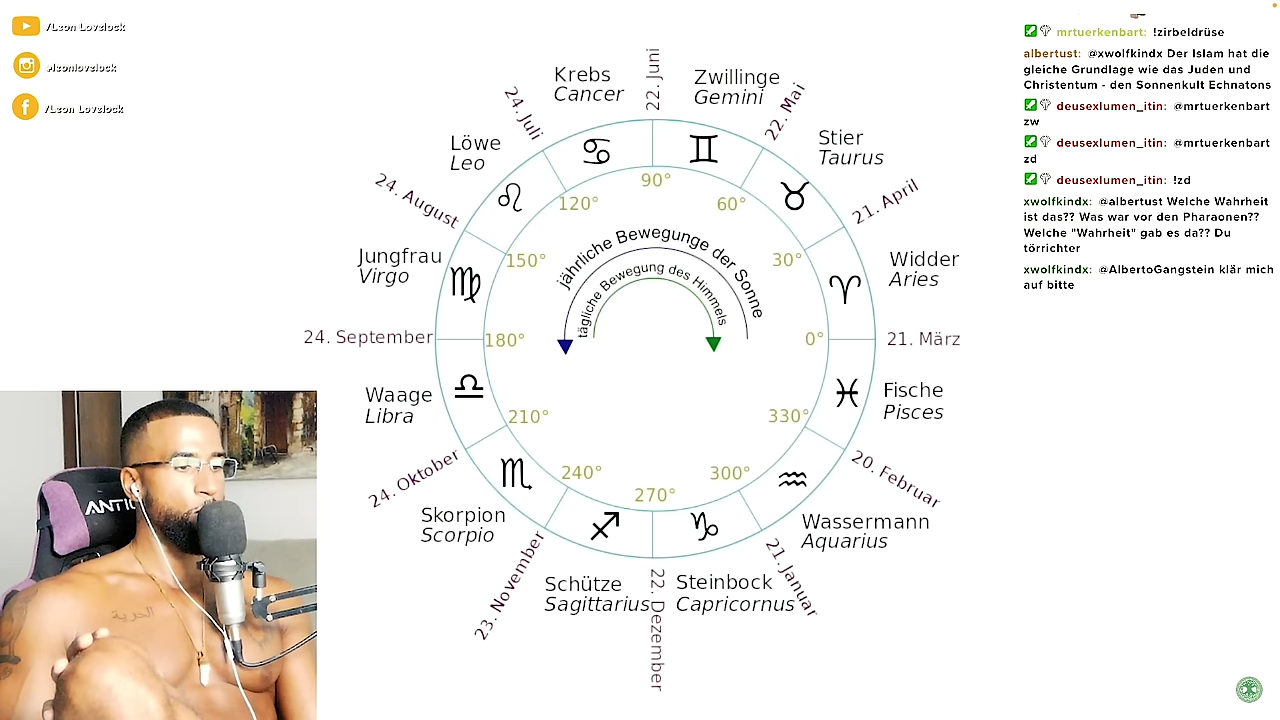 /Leon Lovelock
#leonlovelock
/Leon Lovelock
22. Juni
Krebs
Cancer
Zwillinge
Gemini
24. Juli
22. Mai
Löwe
Leo
Stier
Taurus
24. August
21. April
90°
120°
60°
Jungfrau
Virgo
150°
30°
Widder
Aries
jährliche Bewegunge der Sonne
tägliche Bewegung des Himmels
24. September
180°
0°
21. März
Waage
Libra
210°
330°
Fische
Pisces
24. Oktober
240°
270°
300°
20. Februar
Skorpion
Scorpio
Wassermann
Aquarius
23. November
Schütze
Sagittarius
22. Dezember
Steinbock
Capricornus
21. Januar
mrtuerkenbart: !zirbeldrüse
albertust: @xwolfkindx Der Islam hat die
gleiche Grundlage wie das Juden und
Christentum - den Sonnenkult Echnatons
deusexlumen_itin: @mrtuerkenbart
zw
deusexlumen_itin: @mrtuerkenbart
zd
deusexlumen_itin: !zd
xwolfkindx: @albertust Welche Wahrheit
ist das?? Was war vor den Pharaonen??
Welche "Wahrheit" gab es da?? Du
törrichter
xwolfkindx: @AlbertoGangstein klär mich
auf bitte
ANTIC
الحرية